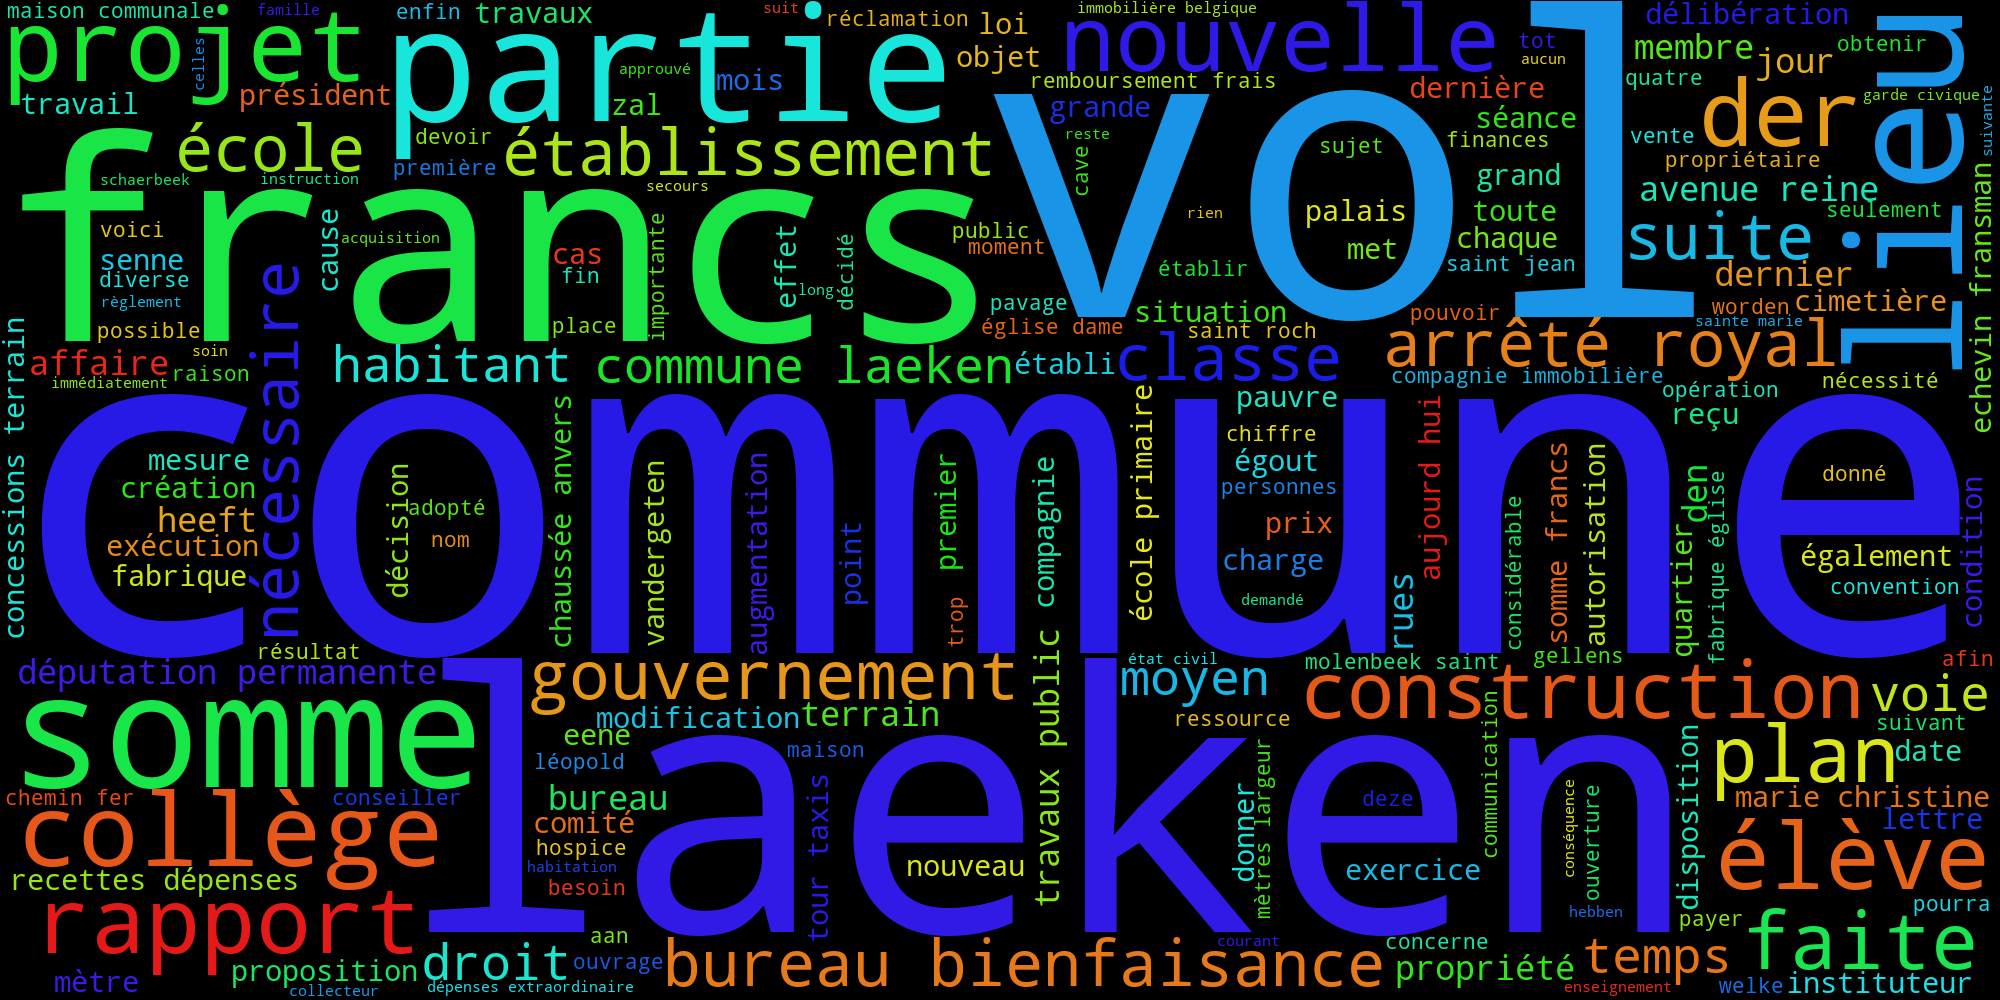 maison communale
famille
enfin
travaux
suit
réclamation
loi
immobilière belgique
nouvelle
tot
délibération
projet
celles
partie
approuvé
mois
objet
aucun
membre
jour
obtenir
lieu
travail
président
zal
remboursement frais
quatre
grande
dernière
der
garde civique
suivante
école
devoir
établissement
reste
séance
vente
première
cave
sujet
finances
propriétaire
schaerbeek
instruction
secours
vol
grand
avenue reine
francs
voici
cause
acquisition
importante
effet
décidé
public
rien
palais
toute
seulement
senne
cas
moment
met
chaque
suite
diverse
fin
long
établir
saint jean
dernier
règlement
nécessaire
pavage
situation
pouvoir
worden
cimetière
echevin fransman
possible
place
église dame
saint roch
sainte marie
affaire
soin
habitant
commune laeken
établi
classe
arrêté royal
immédiatement
raison
compagnie immobilière
nécessité
concessions terrain
pauvre
opération
reçu
commune
mesure
création
heeft
exécution
fabrique
décision
adopté
nom
chaussée anvers
vandergeten
augmentation
point
premier
trop
compagnie
école primaire
chiffre
égout
personnes
prix
charge
demandé
aujourd hui
rues
considérable
somme francs
autorisation
quartier
den
fabrique église
donné
également
convention
condition
résultat
députation permanente
gouvernement
état civil
moyen
molenbeek saint
gellens
construction
afin
voie
somme
modification
terrain
travaux public
ressource
communication
suivant
eene
maison
plan
date
léopold
laeken
mètres largeur
disposition
chemin fer
conseiller
bureau
tour taxis
donner
deze
conséquence
ouverture
marie christine
collège
comité
lettre
hospice
habitation
nouveau
exercice
élève
recettes dépenses
besoin
rapport
hebben
payer
pourra
aan
courant
concerne
faite
mètre
proposition
droit
ouvrage
bureau bienfaisance
propriété
temps
collecteur
dépenses extraordinaire
enseignement
welke
instituteur